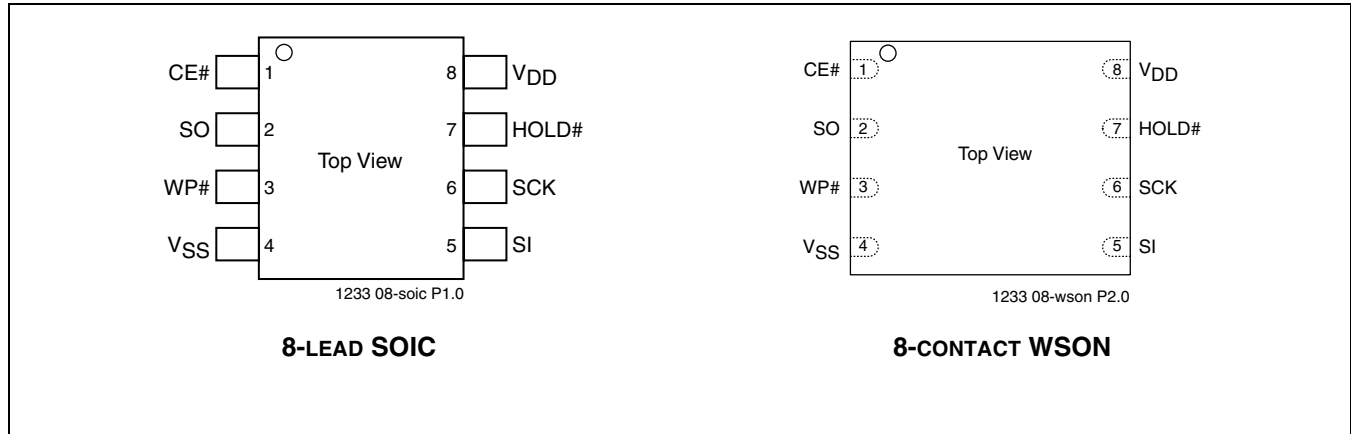 CE# 1 8 VDD
SO 2 7 HOLD#
Top View
WP# 3 6 SCK
VSS 4 5 SI
1233 08-soic P1.0
8-LEAD SOIC
CE# 1 8 VDD
SO 2 7 HOLD#
Top View
WP# 3 6 SCK
VSS 4 5 SI
1233 08-wson P2.0
8-CONTACT WSON